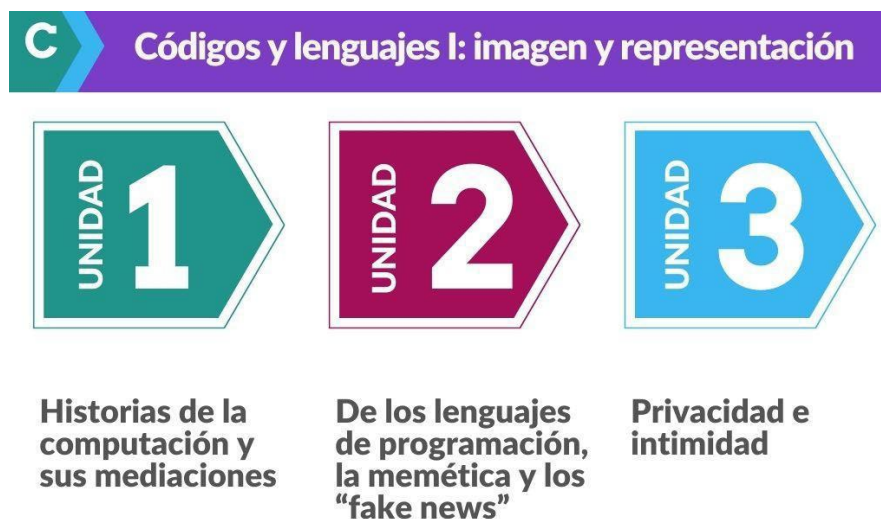 C
Códigos y lenguajes I: imagen y representación
UNIDAD 1
UNIDAD 2
UNIDAD 3
Historias de la
computación y
sus mediaciones
De los lenguajes
de programación,
la memética y los
“fake news”
Privacidad e
intimidad